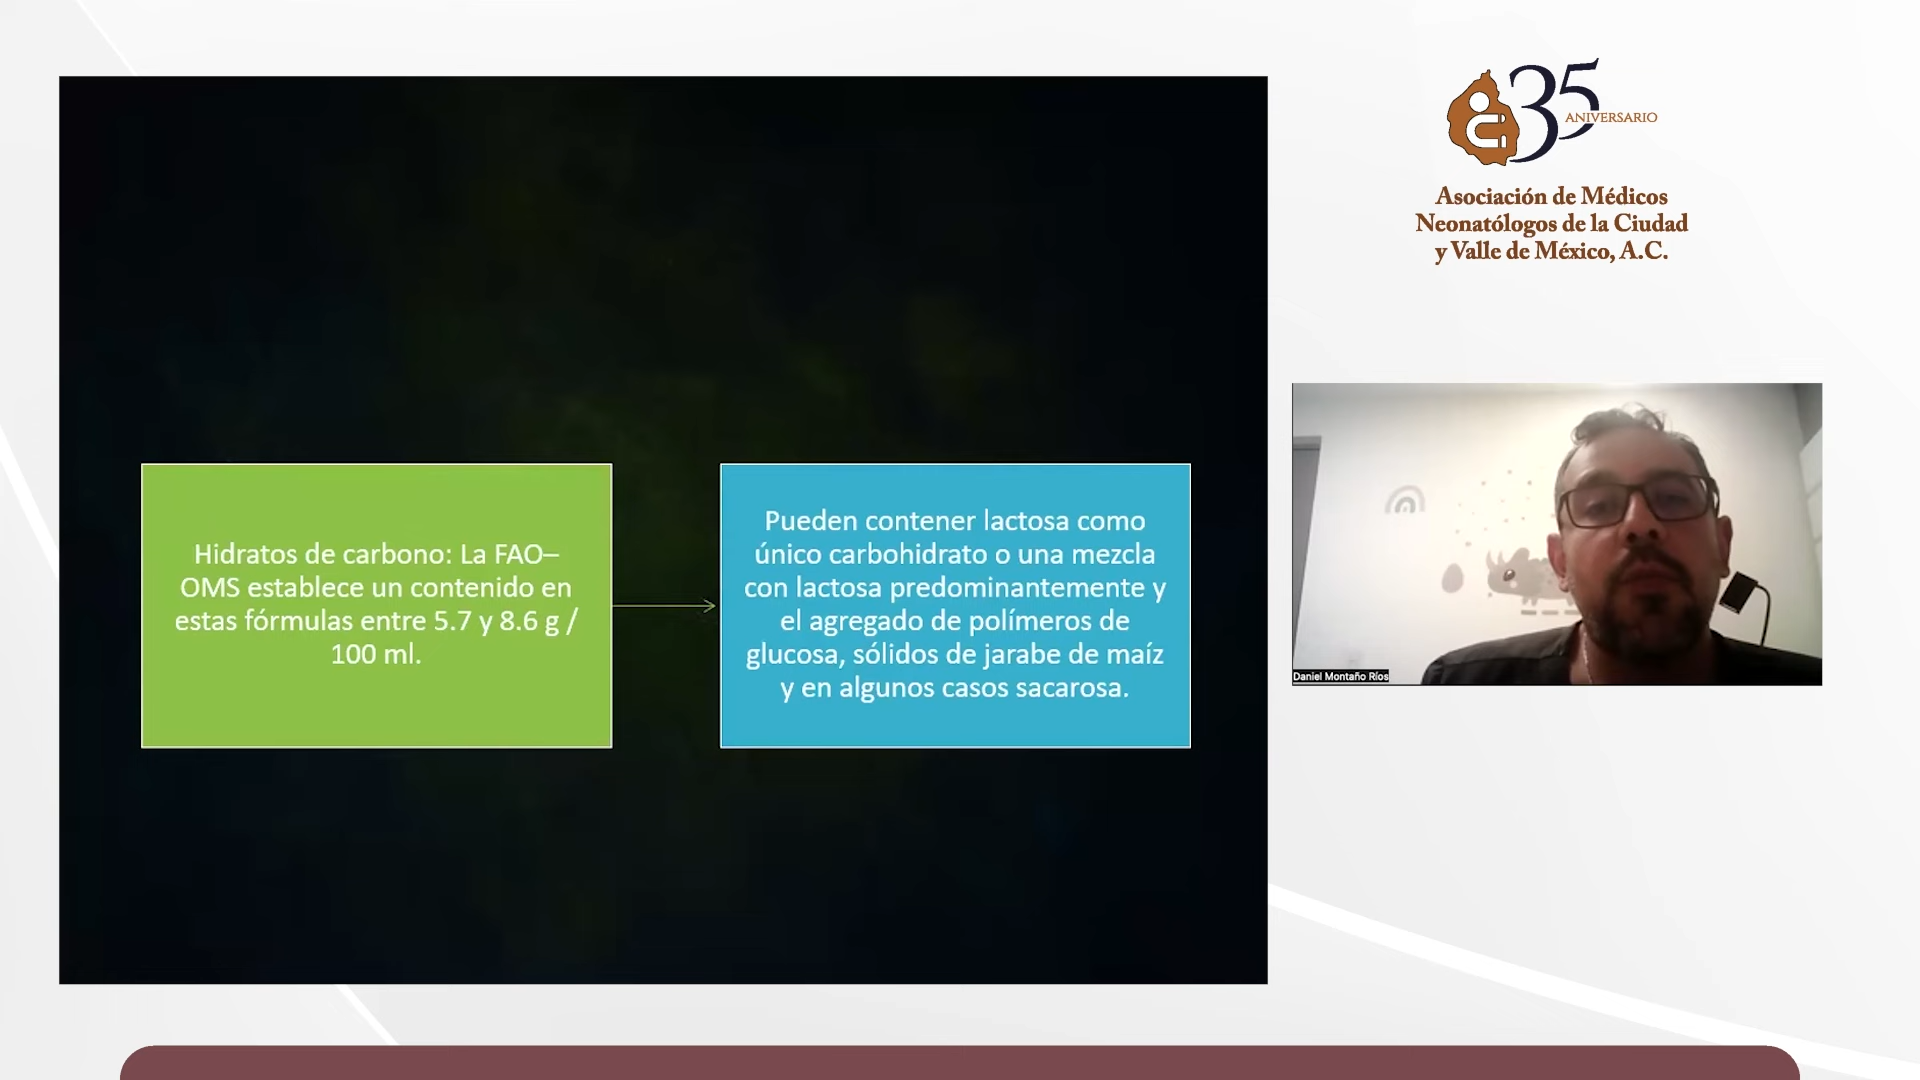 35
ANIVERSARIO
Asociación de Médicos
Neonatólogos de la Ciudad
y Valle de México, A.C.
Hidratos de carbono: La FAO–
OMS establece un contenido en
estas fórmulas entre 5.7 y 8.6 g /
100 ml.
Pueden contener lactosa como
único carbohidrato o una mezcla
con lactosa predominantemente y
el agregado de polímeros de
glucosa, sólidos de jarabe de maíz
y en algunos casos sacarosa.
Daniel Montaño Ríos